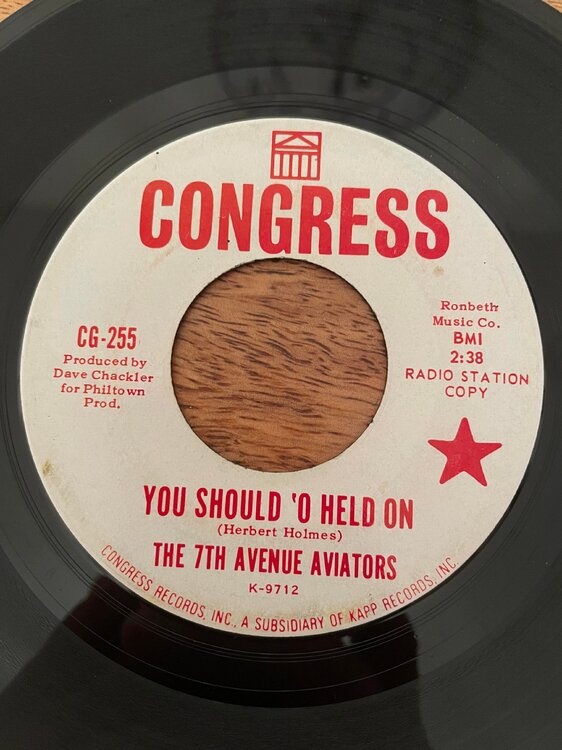 CONGRESS
CG-255
Produced by
Dave Chackler
for Philtown
Prod.
Ronbeth
Music Co.
BMI
2:38
RADIO STATION
COPY
YOU SHOULD 'O HELD ON
(Herbert Holmes)
THE 7TH AVENUE AVIATORS
K-9712
CONGRESS RECORDS, INC., A SUBSIDIARY OF KAPP RECORDS, INC.